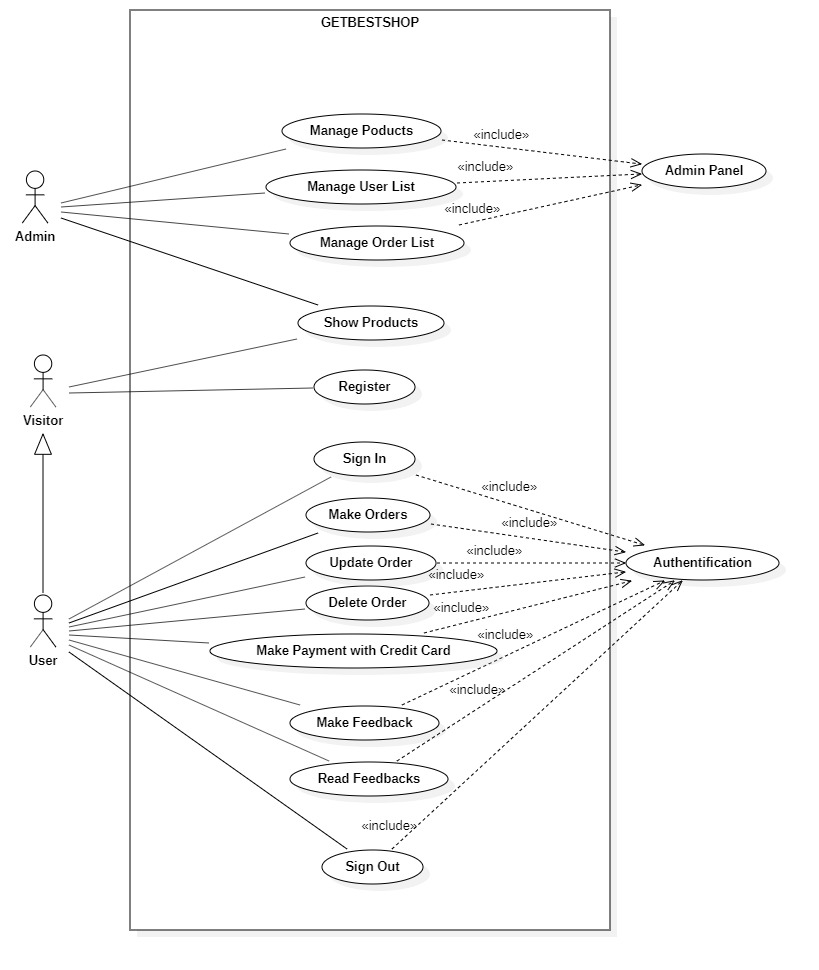 GETBESTSHOP
Manage Poducts
«include»
Admin Panel
«include»
Manage User List
«include»
Admin
Manage Order List
Show Products
Register
Visitor
Sign In
«include»
Make Orders
«include»
«include»
Update Order
Authentification
«include»
Delete Order
«include»
«include»
Make Payment with Credit Card
User
«include»
Make Feedback
Read Feedbacks
«include»
Sign Out